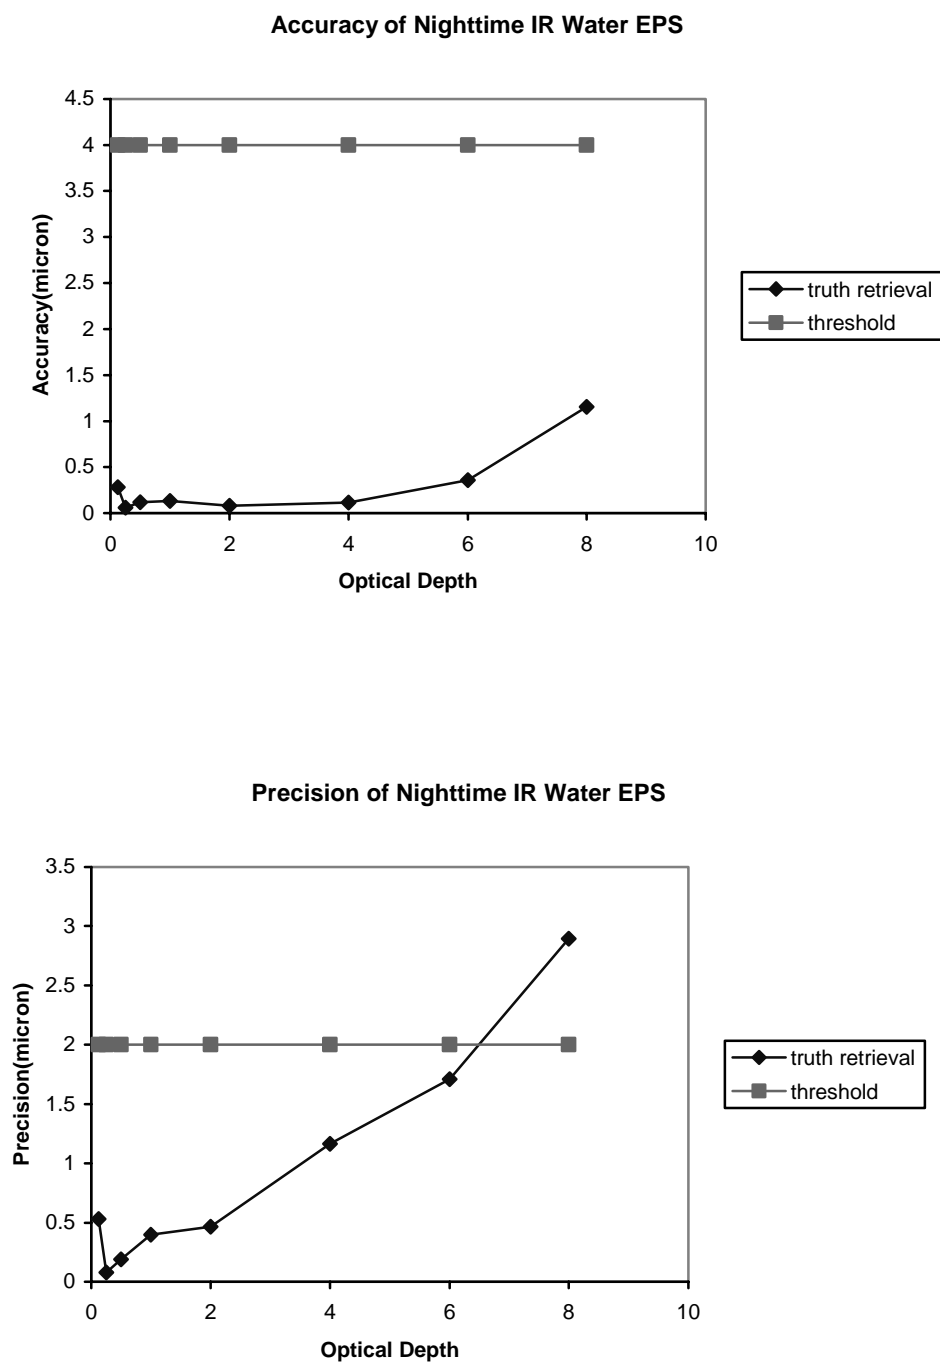 Accuracy of Nighttime IR Water EPS
4.5
4
3.5
3
2.5
2
1.5
1
0.5
0
Accuracy(micron)
0 2 4 6 8 10
Optical Depth
truth retrieval
threshold
Precision of Nighttime IR Water EPS
3.5
3
2.5
2
1.5
1
0.5
0
Precision(micron)
0 2 4 6 8 10
Optical Depth
truth retrieval
threshold